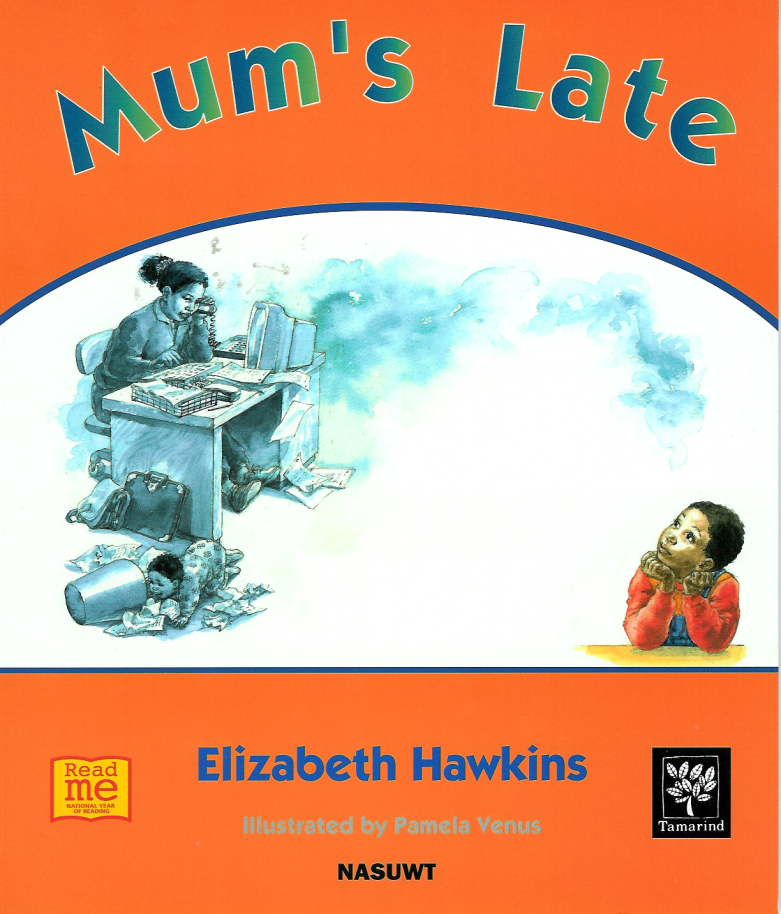 Mum's Late
Elizabeth Hawkins
Read
me
NATIONAL YEAR
OF READING
Illustrated by Pamela Venus
Tamarind
NASUWT